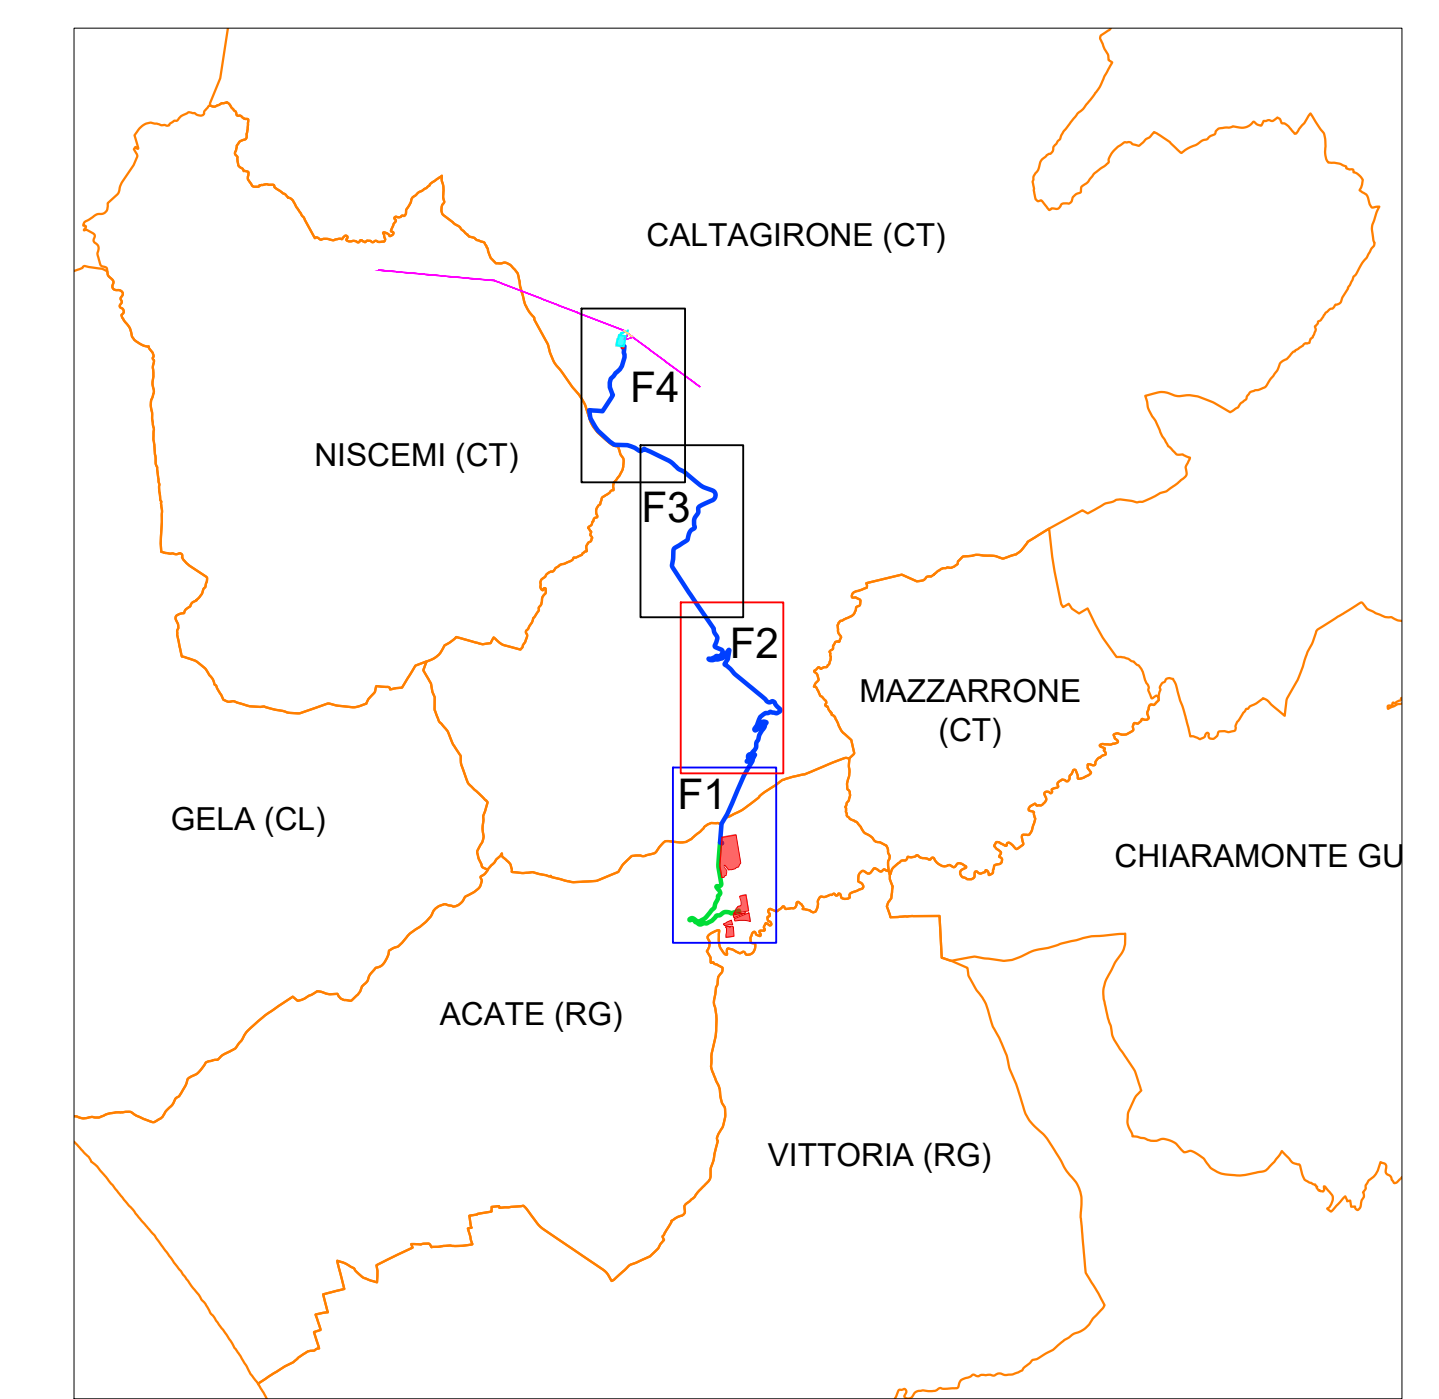 CALTAGIRONE (CT)
F4
NISCEMI (CT)
F3
F2
MAZZARRONE
(CT)
F1
GELA (CL)
CHIARAMONTE GU
ACATE (RG)
VITTORIA (RG)